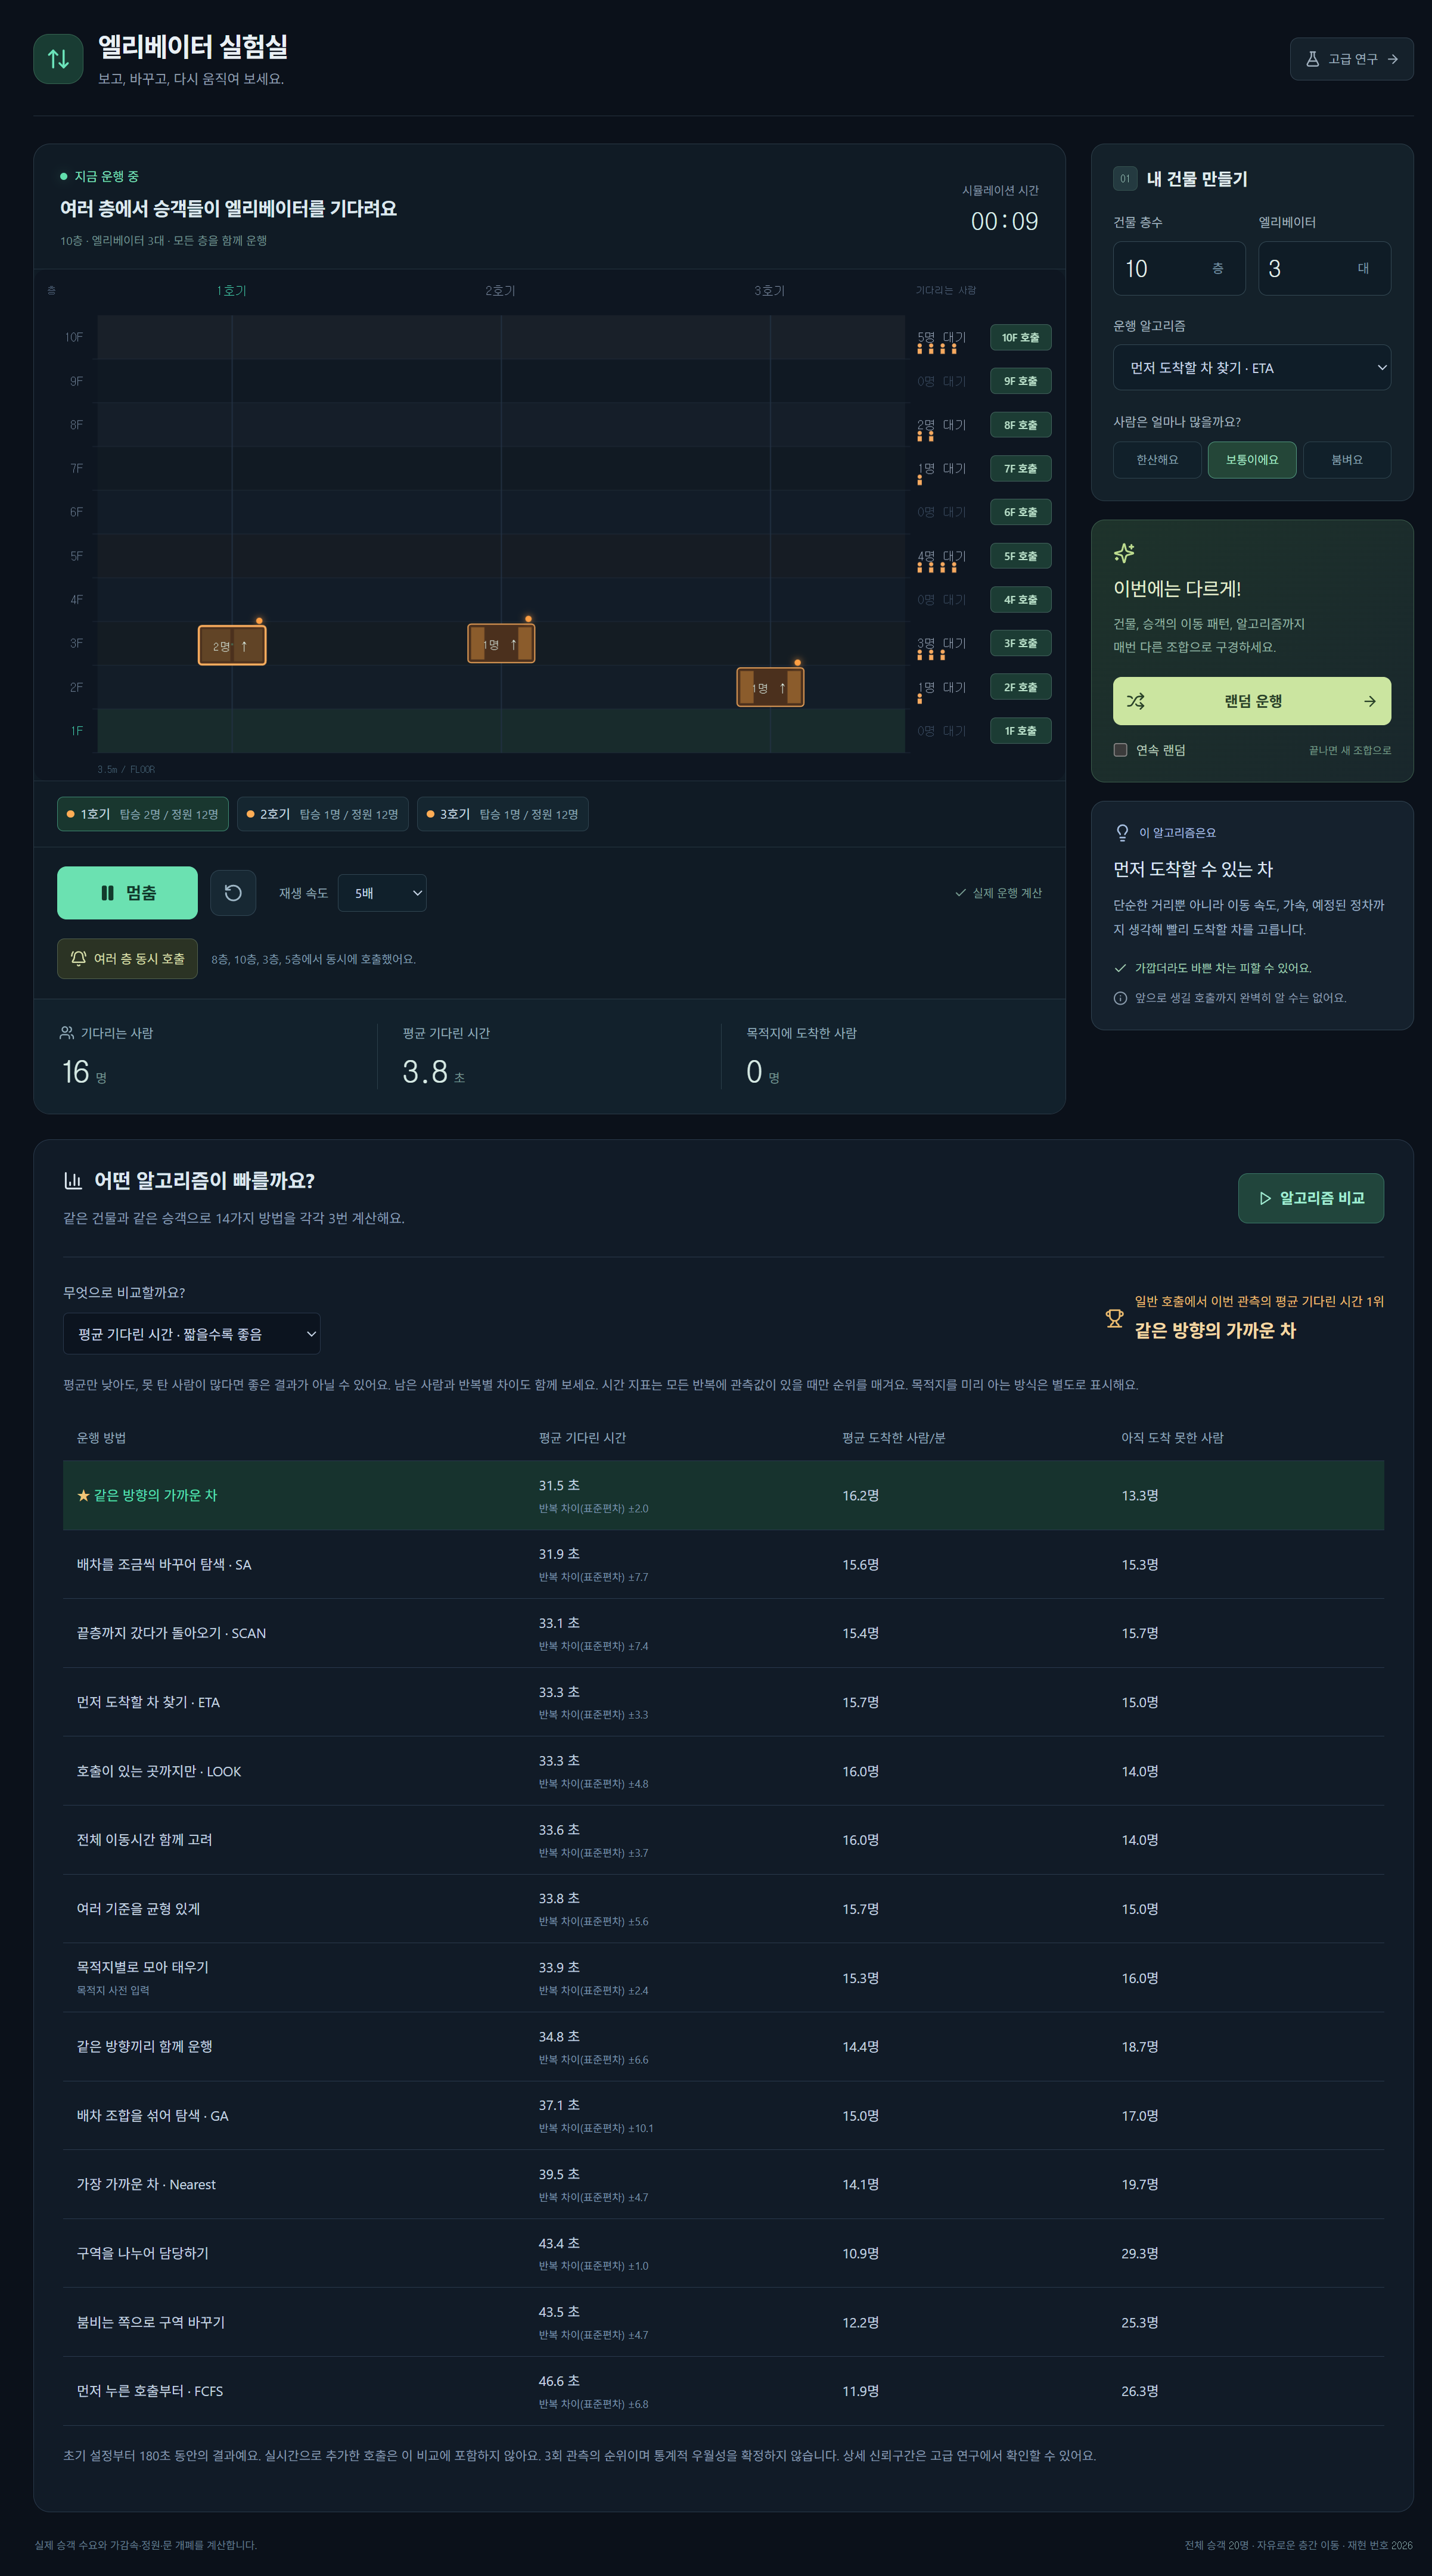 엘리베이터 실험실
보고, 바꾸고, 다시 움직여 보세요.
고급 연구 →
지금 운행 중
여러 층에서 승객들이 엘리베이터를 기다려요
10층 · 엘리베이터 3대 · 모든 층을 함께 운행
시뮬레이션 시간
00:09
층
1호기
2호기
3호기
기다리는 사람
10F
5명 대기
10F 호출
9F
0명 대기
9F 호출
8F
2명 대기
8F 호출
7F
1명 대기
7F 호출
6F
0명 대기
6F 호출
5F
4명 대기
5F 호출
4F
0명 대기
4F 호출
3F
2명 ↑
1명 ↑
3명 대기
3F 호출
2F
1명 ↑
1명 대기
2F 호출
1F
0명 대기
1F 호출
3.5m / FLOOR
1호기 탑승 2명 / 정원 12명
2호기 탑승 1명 / 정원 12명
3호기 탑승 1명 / 정원 12명
멈춤
재생 속도
5배
실제 운행 계산
여러 층 동시 호출
8층, 10층, 3층, 5층에서 동시에 호출했어요.
기다리는 사람
16 명
평균 기다린 시간
3.8 초
목적지에 도착한 사람
0 명
01 내 건물 만들기
건물 층수
엘리베이터
10 층
3 대
운행 알고리즘
먼저 도착할 차 찾기 · ETA
사람은 얼마나 많을까요?
한산해요
보통이에요
붐벼요
이번에는 다르게!
건물, 승객의 이동 패턴, 알고리즘까지
매번 다른 조합으로 구경하세요.
랜덤 운행 →
연속 랜덤
끝나면 새 조합으로
이 알고리즘은요
먼저 도착할 수 있는 차
단순한 거리뿐 아니라 이동 속도, 가속, 예정된 정차까
지 생각해 빨리 도착할 차를 고릅니다.
가깝더라도 바쁜 차는 피할 수 있어요.
앞으로 생길 호출까지 완벽히 알 수는 없어요.
어떤 알고리즘이 빠를까요?
같은 건물과 같은 승객으로 14가지 방법을 각각 3번 계산해요.
알고리즘 비교
무엇으로 비교할까요?
평균 기다린 시간 · 짧을수록 좋음
일반 호출에서 이번 관측의 평균 기다린 시간 1위
같은 방향의 가까운 차
평균만 낮아도, 못 탄 사람이 많다면 좋은 결과가 아닐 수 있어요. 남은 사람과 반복별 차이도 함께 보세요. 시간 지표는 모든 반복에 관측값이 있을 때만 순위를 매겨요. 목적지를 미리 아는 방식은 별도로 표시해요.
운행 방법
평균 기다린 시간
평균 도착한 사람/분
아직 도착 못한 사람
★ 같은 방향의 가까운 차
31.5 초
반복 차이(표준편차) ±2.0
16.2명
13.3명
배차를 조금씩 바꾸어 탐색 · SA
31.9 초
반복 차이(표준편차) ±7.7
15.6명
15.3명
끝층까지 갔다가 돌아오기 · SCAN
33.1 초
반복 차이(표준편차) ±7.4
15.4명
15.7명
먼저 도착할 차 찾기 · ETA
33.3 초
반복 차이(표준편차) ±3.3
15.7명
15.0명
호출이 있는 곳까지만 · LOOK
33.3 초
반복 차이(표준편차) ±4.8
16.0명
14.0명
전체 이동시간 함께 고려
33.6 초
반복 차이(표준편차) ±3.7
16.0명
14.0명
여러 기준을 균형 있게
33.8 초
반복 차이(표준편차) ±5.6
15.7명
15.0명
목적지별로 모아 태우기
목적지 사전 입력
33.9 초
반복 차이(표준편차) ±2.4
15.3명
16.0명
같은 방향끼리 함께 운행
34.8 초
반복 차이(표준편차) ±6.6
14.4명
18.7명
배차 조합을 섞어 탐색 · GA
37.1 초
반복 차이(표준편차) ±10.1
15.0명
17.0명
가장 가까운 차 · Nearest
39.5 초
반복 차이(표준편차) ±4.7
14.1명
19.7명
구역을 나누어 담당하기
43.4 초
반복 차이(표준편차) ±1.0
10.9명
29.3명
붐비는 쪽으로 구역 바꾸기
43.5 초
반복 차이(표준편차) ±4.7
12.2명
25.3명
먼저 누른 호출부터 · FCFS
46.6 초
반복 차이(표준편차) ±6.8
11.9명
26.3명
초기 설정부터 180초 동안의 결과예요. 실시간으로 추가한 호출은 이 비교에 포함하지 않아요. 3회 관측의 순위이며 통계적 우월성을 확정하지 않습니다. 상세 신뢰구간은 고급 연구에서 확인할 수 있어요.
실제 승객 수요와 가감속·정원·문 개폐를 계산합니다.
전체 승객 20명 · 자유로운 층간 이동 · 재현 번호 2026